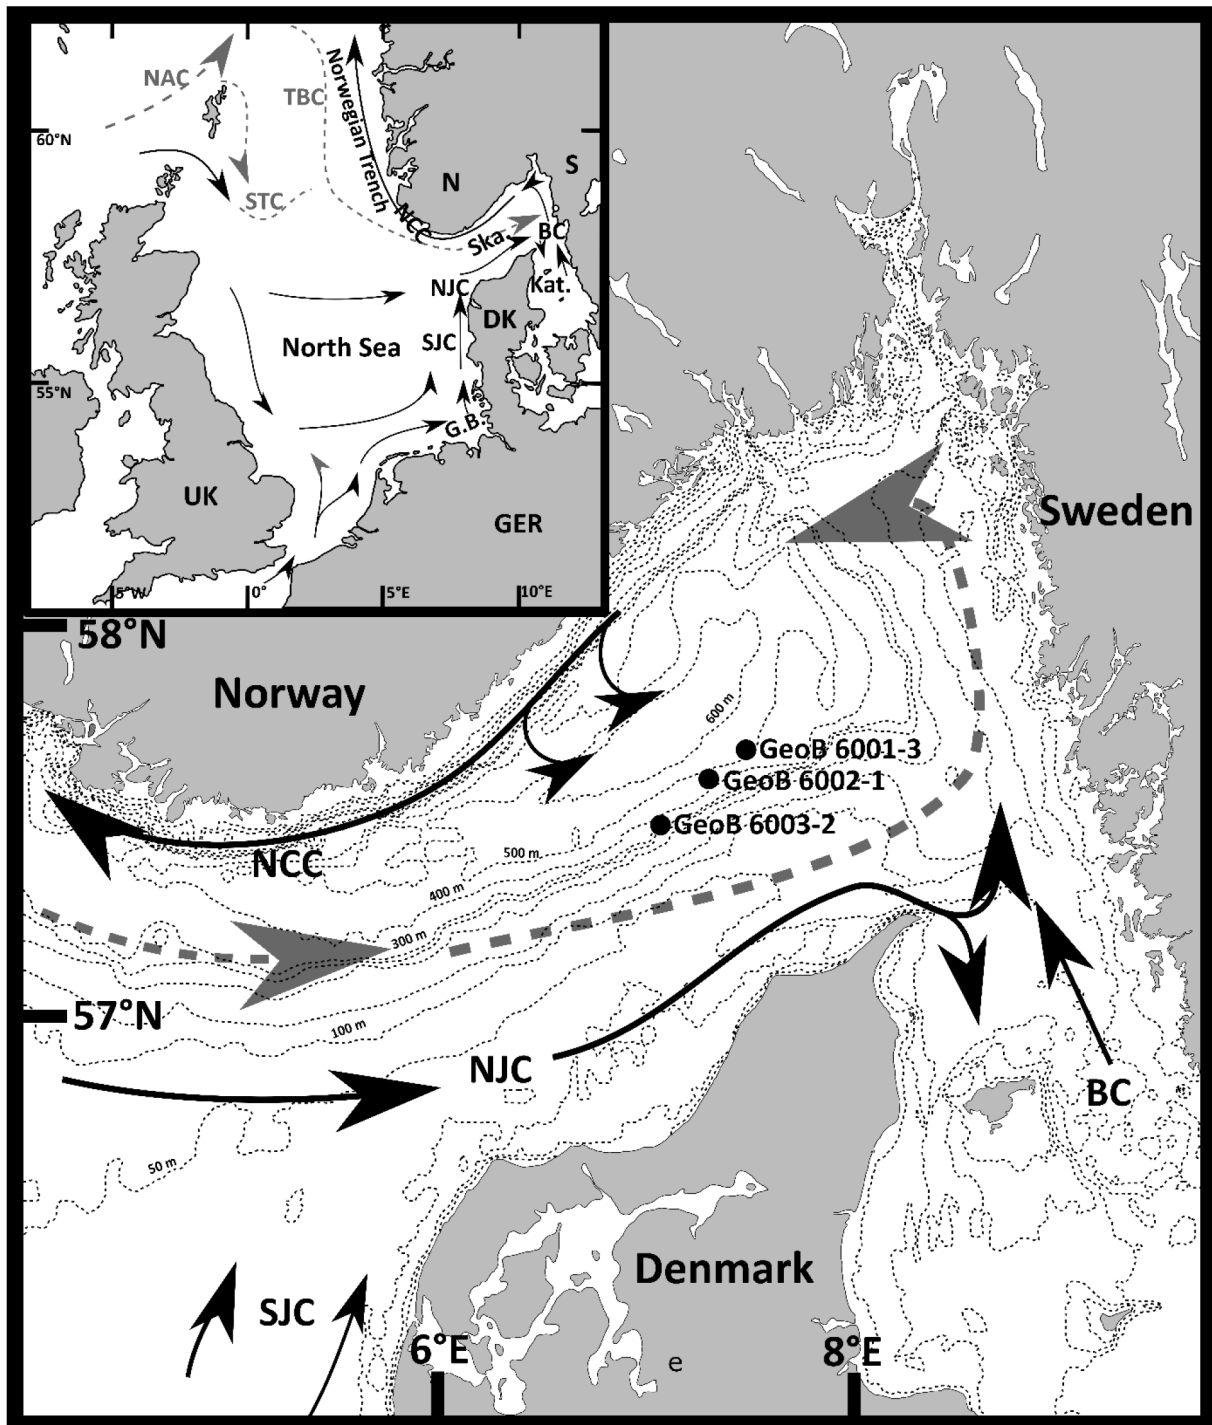 NAC
TBC
Norwegian Trench
60°N
STC
N
S
NCC
Ska.
BC
NJC
Kat.
DK
North Sea
SJC
55°N
G.B.
UK
GER
5°W
0°
5°E
10°E
58°N
Norway
Sweden
600 m
GeoB 6001-3
GeoB 6002-1
GeoB 6003-2
500 m
NCC
400 m
300 m
57°N
100 m
NJC
BC
50 m
Denmark
SJC
6°E
e
8°E